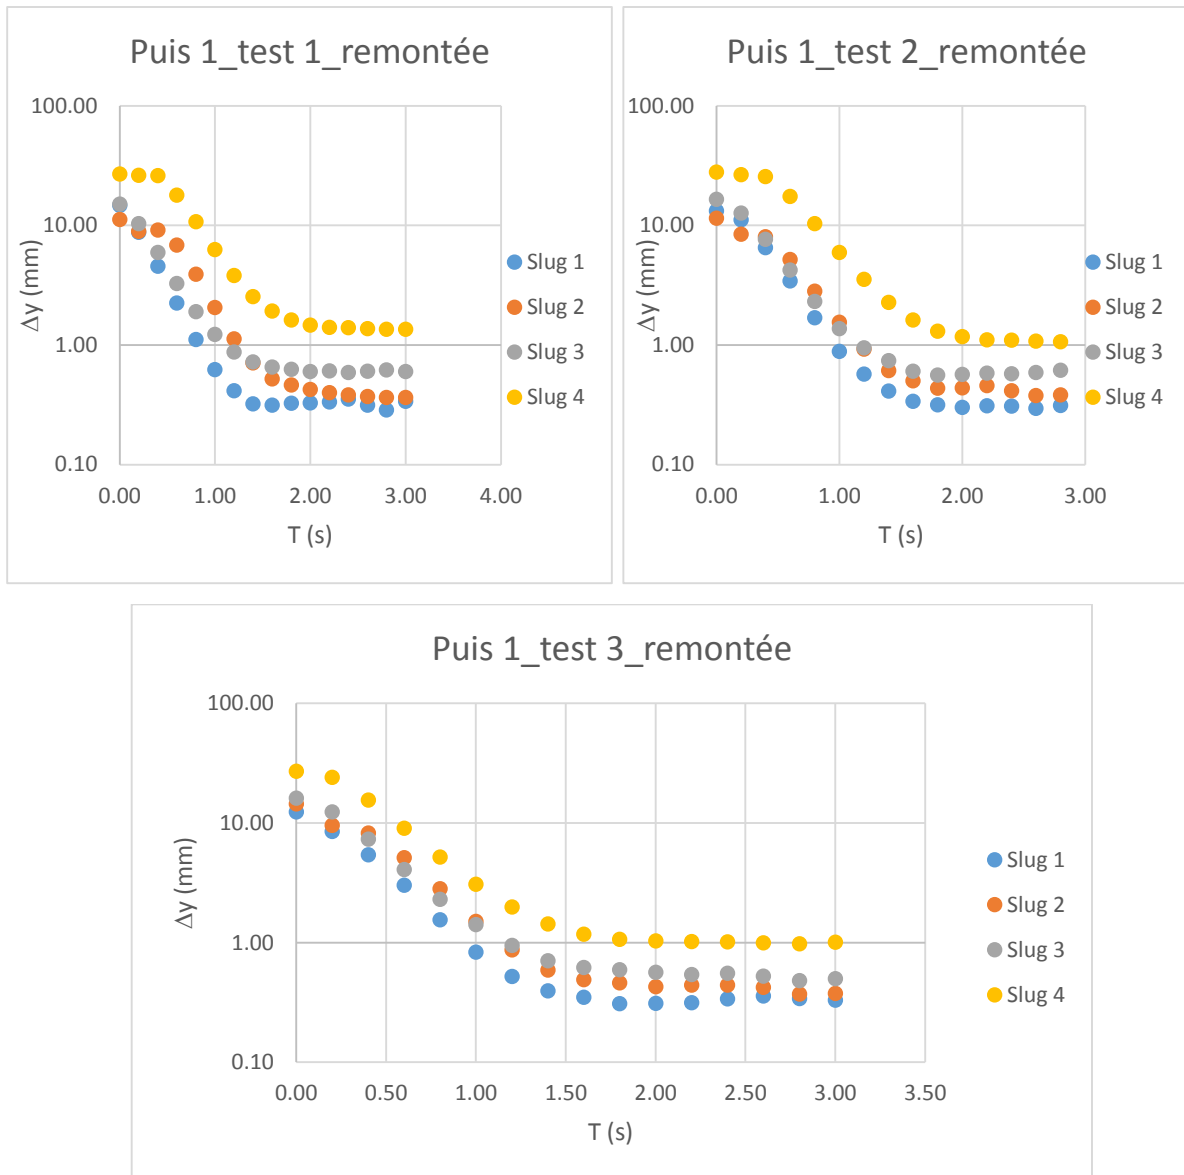 Puis 1_test 1_remontée
100.00
10.00
1.00
0.10
Δy (mm)
0.00 1.00 2.00 3.00 4.00
T (s)
Slug 1
Slug 2
Slug 3
Slug 4
Puis 1_test 2_remontée
100.00
10.00
1.00
0.10
Δy (mm)
0.00 1.00 2.00 3.00
T (s)
Slug 1
Slug 2
Slug 3
Slug 4
Puis 1_test 3_remontée
100.00
10.00
1.00
0.10
Δy (mm)
0.00 0.50 1.00 1.50 2.00 2.50 3.00 3.50
T (s)
Slug 1
Slug 2
Slug 3
Slug 4